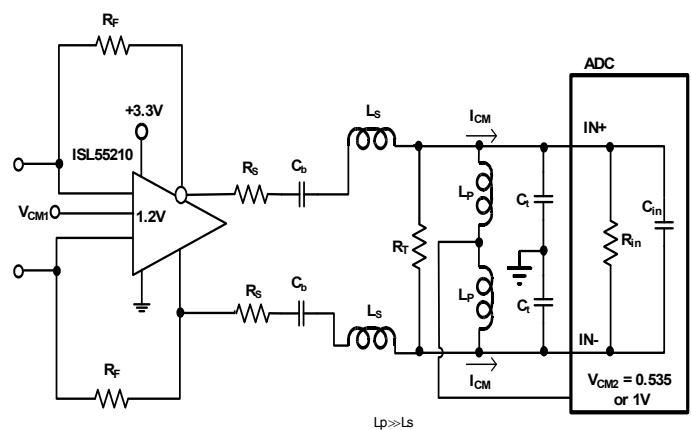 RF
ADC
+3.3V
ISL55210
LS
ICM
IN+
RS
Cb
LP
Ct
Cin
VCM1
1.2V
RT
Rin
RS
Cb
LS
LP
Ct
IN-
RF
ICM
VCM2 = 0.535
or 1V
Lp>>Ls